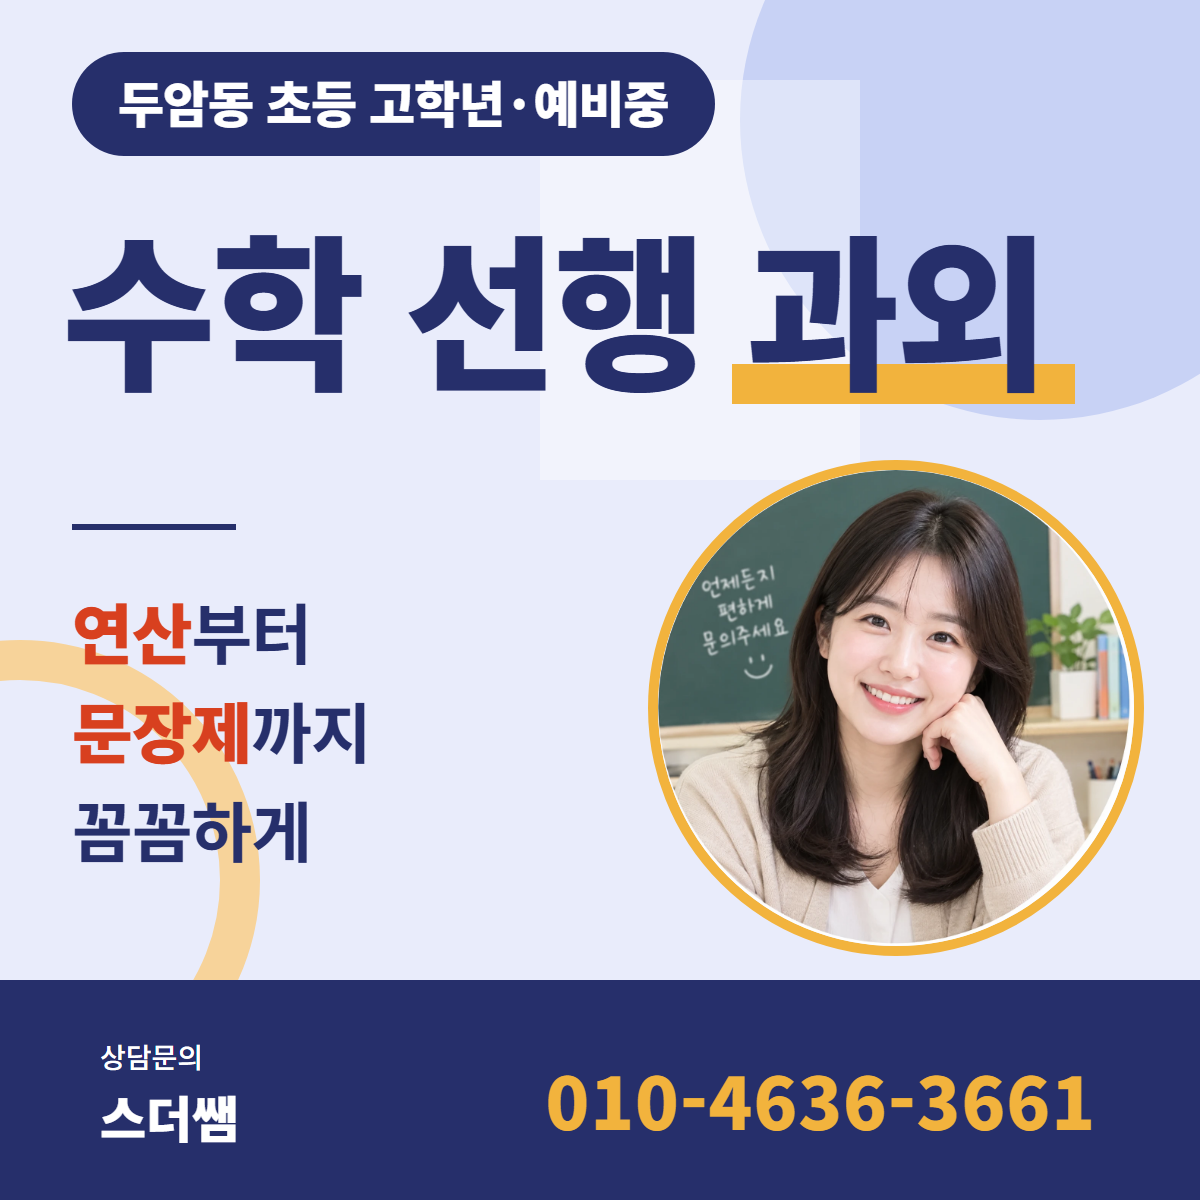 두암동 초등 고학년·예비중
수학 선행 과외
연산부터
문장제까지
꼼꼼하게
언제든지
편하게
문의주세요
상담문의
스더쌤
010-4636-3661